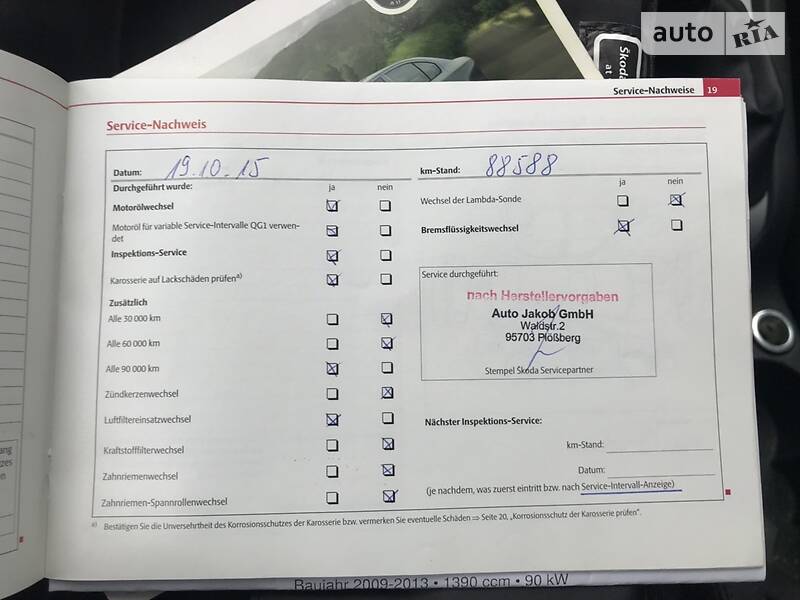 auto RIA
Škoda
at
Service-Nachweise 19
Service-Nachweis
Datum: 19.10.15
km-Stand: 88588
Durchgeführt wurde: ja nein
Motorölwechsel
Motoröl für variable Service-Intervalle QG1 verwen-
det
Inspektions-Service
Karosserie auf Lackschäden prüfen a)
Zusätzlich
Alle 30 000 km
Alle 60 000 km
Alle 90 000 km
Zündkerzenwechsel
Luftfiltereinsatzwechsel
Kraftstofffilterwechsel
Zahnriemenwechsel
Zahnriemen-Spannrollenwechsel
ja nein
Wechsel der Lambda-Sonde
Bremsflüssigkeitswechsel
Service durchgeführt:
nach Herstellervorgaben
Auto Jakob GmbH
Waldstr.2
95703 Plößberg
Stempel Škoda Servicepartner
Nächster Inspektions-Service:
km-Stand:
Datum:
(je nachdem, was zuerst eintritt bzw. nach Service-Intervall-Anzeige)
a) Bestätigen Sie die Unversehrtheit des Korrosionsschutzes der Karosserie bzw. vermerken Sie eventuelle Schäden ⇒ Seite 20, „Korrosionsschutz der Karosserie prüfen".
Baujahr 2009-2013 • 1390 ccm • 90 kW